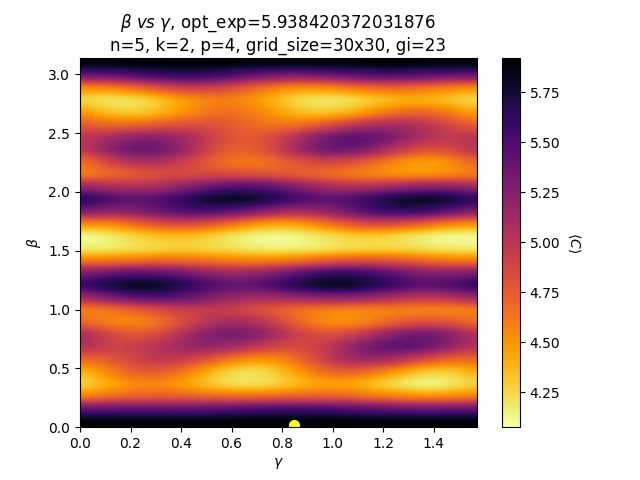 β vs γ, opt_exp=5.938420372031876
n=5, k=2, p=4, grid_size=30x30, gi=23
3.0
2.5
2.0
1.5
1.0
0.5
0.0
β
0.0 0.2 0.4 0.6 0.8 1.0 1.2 1.4
γ
5.75
5.50
5.25
5.00
4.75
4.50
4.25
⟨C⟩